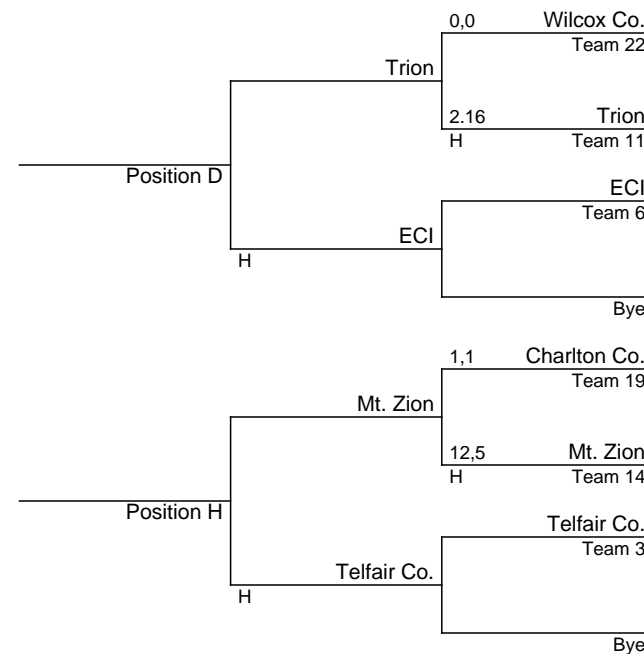 0,0 Wilcox Co.
Team 22
Trion
2.16 Trion
H Team 11
Position D
ECI
Team 6
ECI
H
Bye
1,1 Charlton Co.
Team 19
Mt. Zion
12,5 Mt. Zion
H Team 14
Position H
Telfair Co.
Team 3
Telfair Co.
H
Bye